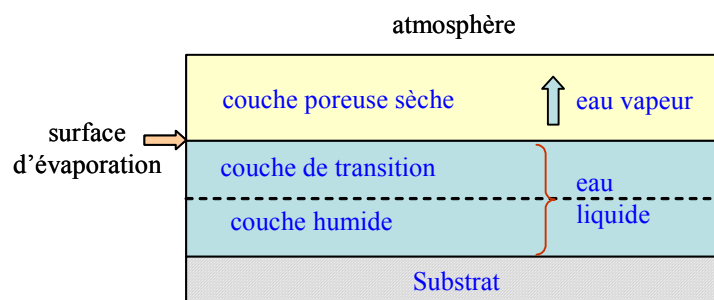 atmosphère
couche poreuse sèche
eau vapeur
surface
d'évaporation
couche de transition
eau
liquide
couche humide
Substrat